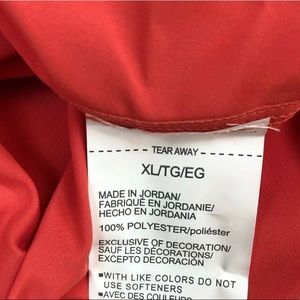 TEAR AWAY
XL/TG/EG
MADE IN JORDAN/
FABRIQUÉ EN JORDANIE/
HECHO EN JORDANIA
100% POLYESTER/poliéster
EXCLUSIVE OF DECORATION/
SAUF LES DÉCORATIONS/
EXCEPTO DECORACIÓN
■WITH LIKE COLORS DO NOT
USE SOFTENERS
■AVEC DES COULEURS